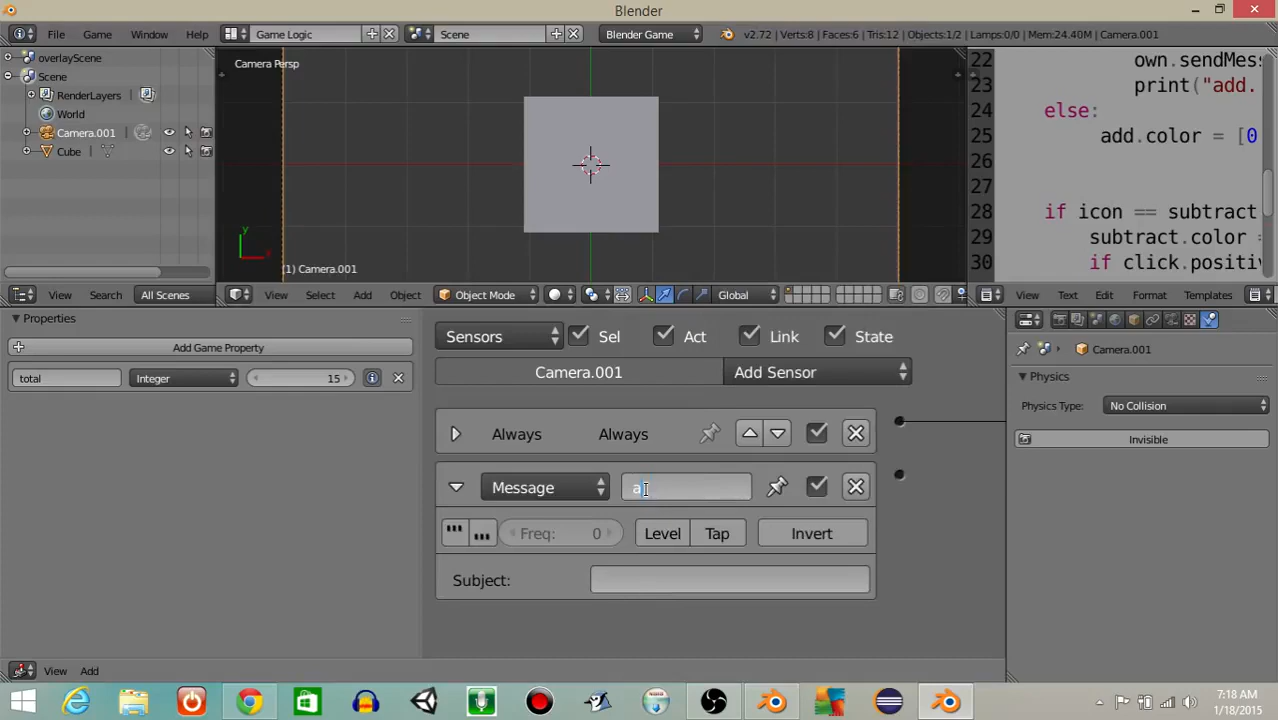 Blender
File Game Window Help Game Logic Scene Blender Game v2.72 | Verts:8 | Faces:6 | Tris:12 | Objects:1/2 | Lamps:0/0 | Mem:24.40M | Camera.001
overlayScene
Scene
RenderLayers
World
Camera.001
Cube
Camera Persp
y
x
(1) Camera.001
22 own.sendMess
23 print("add.
24 else:
25 add.color = [0
26
27
28 if icon == subtract
29 subtract.color =
30 if click.positiv
View Search All Scenes
View Select Add Object Object Mode Global
View Text Edit Format Templates
Properties
Add Game Property
total Integer 15
Sensors Sel Act Link State
Camera.001 Add Sensor
Always Always
Message a
Freq: 0 Level Tap Invert
Subject:
Camera.001
Physics
Physics Type: No Collision
Invisible
View Add
7:18 AM
1/18/2015